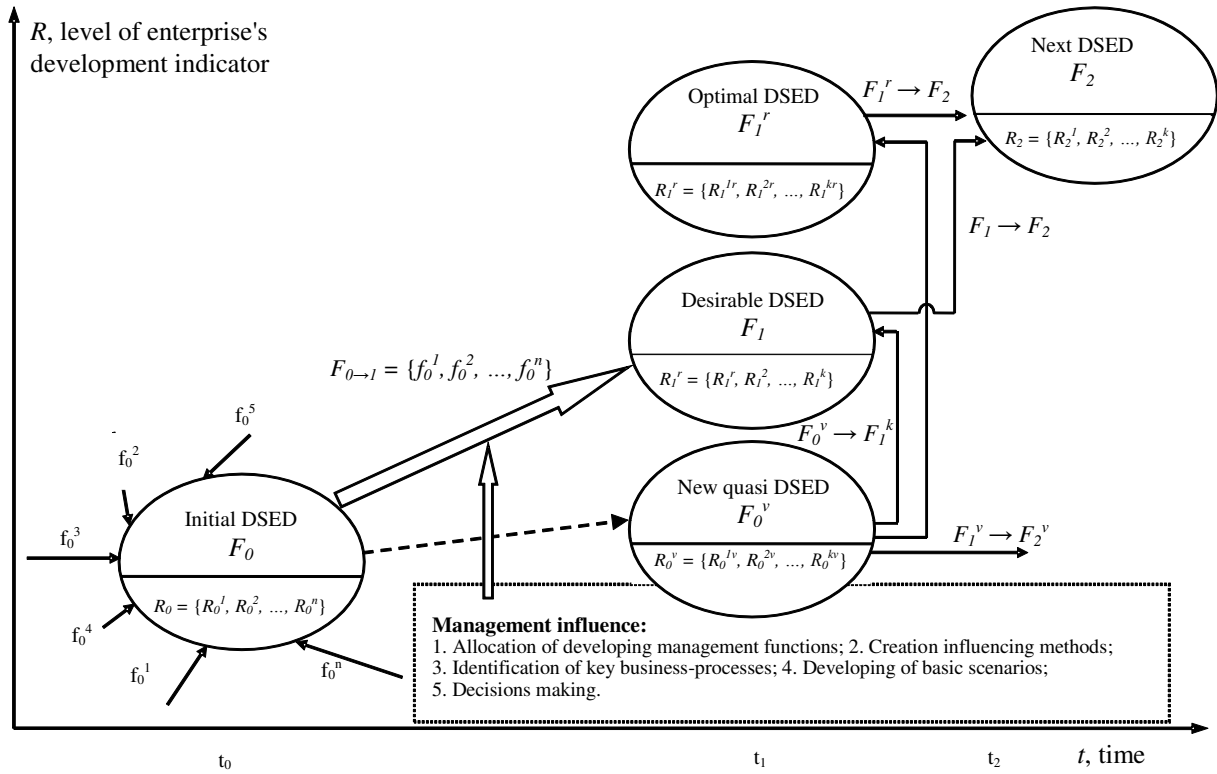 R, level of enterprise's
development indicator
Next DSED
F₂
R₂ = {R₂¹, R₂², ..., R₂ᵏ}
Optimal DSED
F₁ʳ
R₁ʳ = {R₁¹ʳ, R₁²ʳ, ..., R₁ᵏʳ}
F₁ʳ → F₂
F₁ → F₂
Desirable DSED
F₁
R₁ʳ = {R₁ʳ, R₁², ..., R₁ᵏ}
F₀→₁ = {f₀¹, f₀², ..., f₀ⁿ}
F₀ᵛ → F₁ᵏ
New quasi DSED
F₀ᵛ
R₀ᵛ = {R₀¹ᵛ, R₀²ᵛ, ..., R₀ᵏᵛ}
F₁ᵛ → F₂ᵛ
f₀⁵
f₀²
f₀³
f₀⁴
f₀¹
f₀ⁿ
Initial DSED
F₀
R₀ = {R₀¹, R₀², ..., R₀ⁿ}
Management influence:
1. Allocation of developing management functions; 2. Creation influencing methods;
3. Identification of key business-processes; 4. Developing of basic scenarios;
5. Decisions making.
t₀
t₁
t₂
t, time